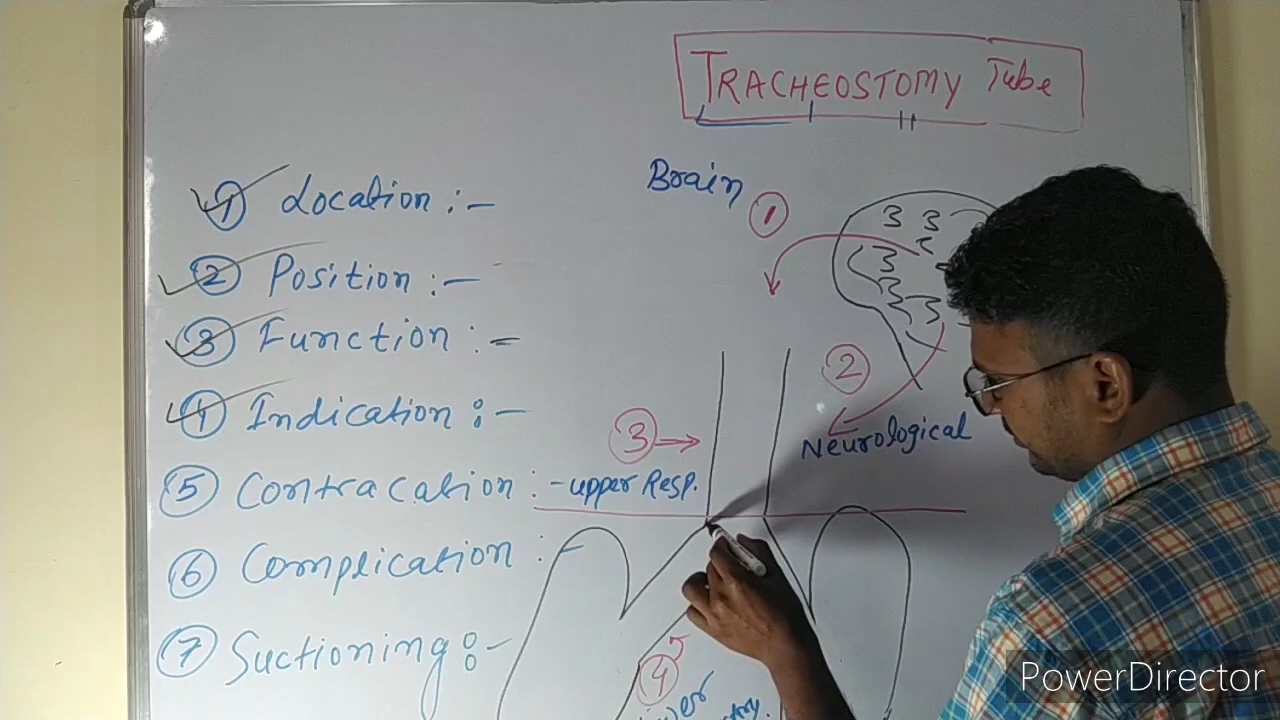 TRACHEOSTOMY Tube
Brain
1 Location :-
1
2 Position :-
3 Function :-
2
4 Indication :-
3
Neurological
5 Contracation :- upper Resp.
6 Complication :-
7 Suctioning :-
5
4
PowerDirector